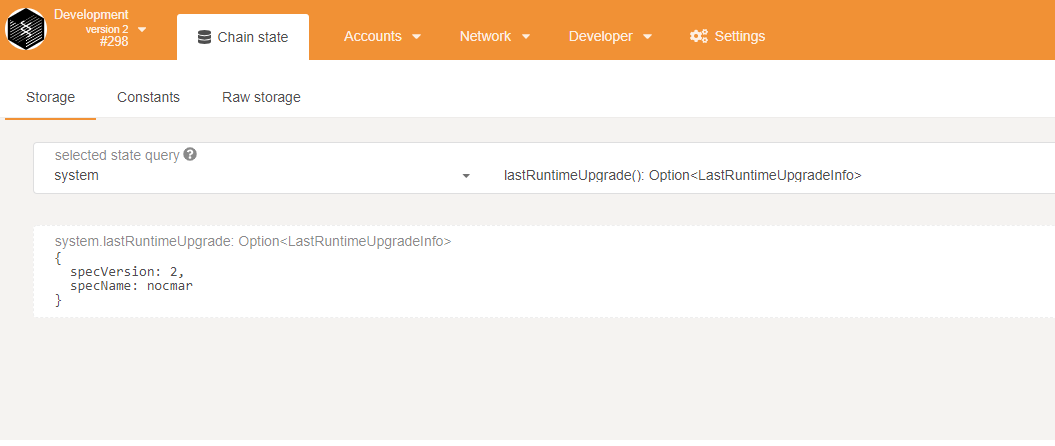 Development
version 2
#298
Chain state
Accounts
Network
Developer
Settings
Storage
Constants
Raw storage
selected state query
system
lastRuntimeUpgrade(): Option<LastRuntimeUpgradeInfo>
system.lastRuntimeUpgrade: Option<LastRuntimeUpgradeInfo>
{
specVersion: 2,
specName: nocmar
}